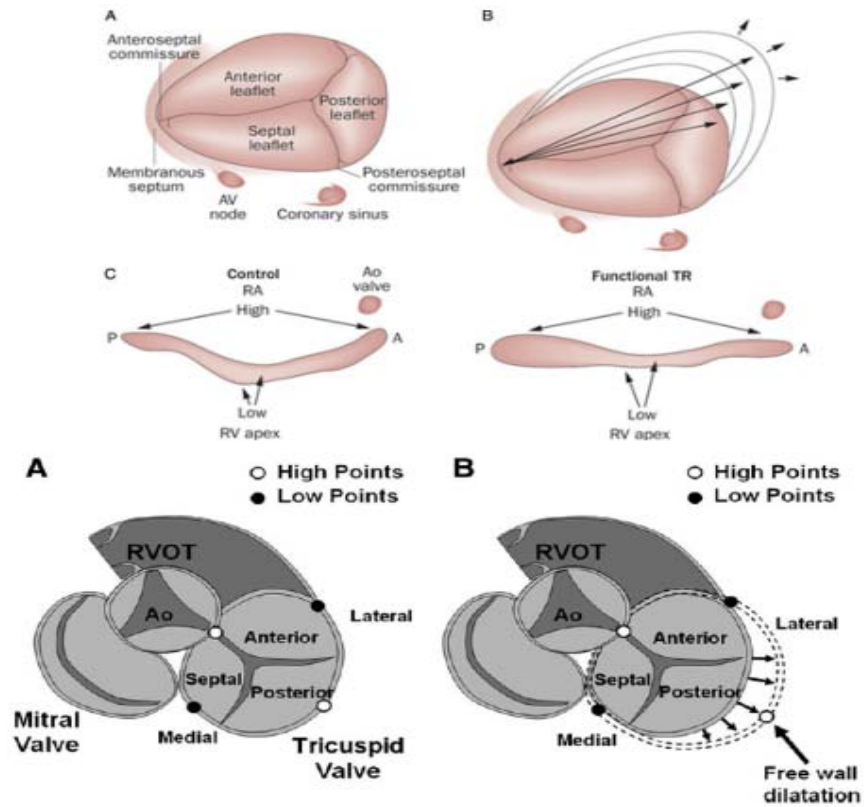 A
Anteroseptal
commissure
Anterior
leaflet
Posterior
leaflet
Septal
leaflet
Membranous
septum
AV
node
Coronary sinus
Posteroseptal
commissure
B
C
Control
RA
High
Ao
valve
P
A
Low
RV apex
Functional TR
RA
High
P
A
Low
RV apex
A
High Points
Low Points
RVOT
Ao
Lateral
Anterior
Septal
Posterior
Mitral
Valve
Medial
Tricuspid
Valve
B
High Points
Low Points
RVOT
Ao
Lateral
Anterior
Septal
Posterior
Medial
Free wall
dilatation